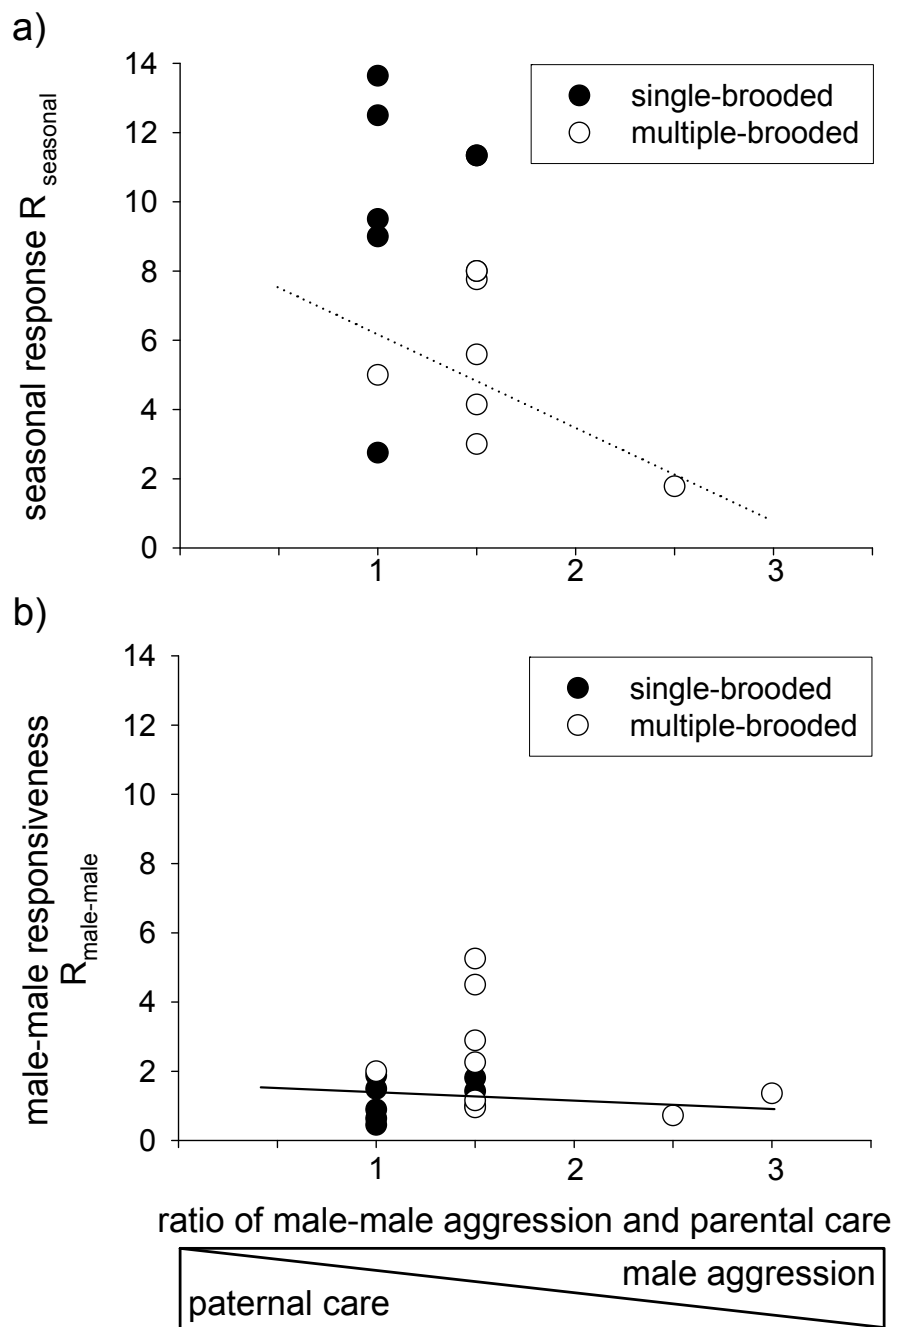 a)
seasonal response R seasonal
14
12
10
8
6
4
2
0
single-brooded
multiple-brooded
1
2
3
b)
male-male responsiveness
R male-male
14
12
10
8
6
4
2
0
single-brooded
multiple-brooded
1
2
3
ratio of male-male aggression and parental care
male aggression
paternal care